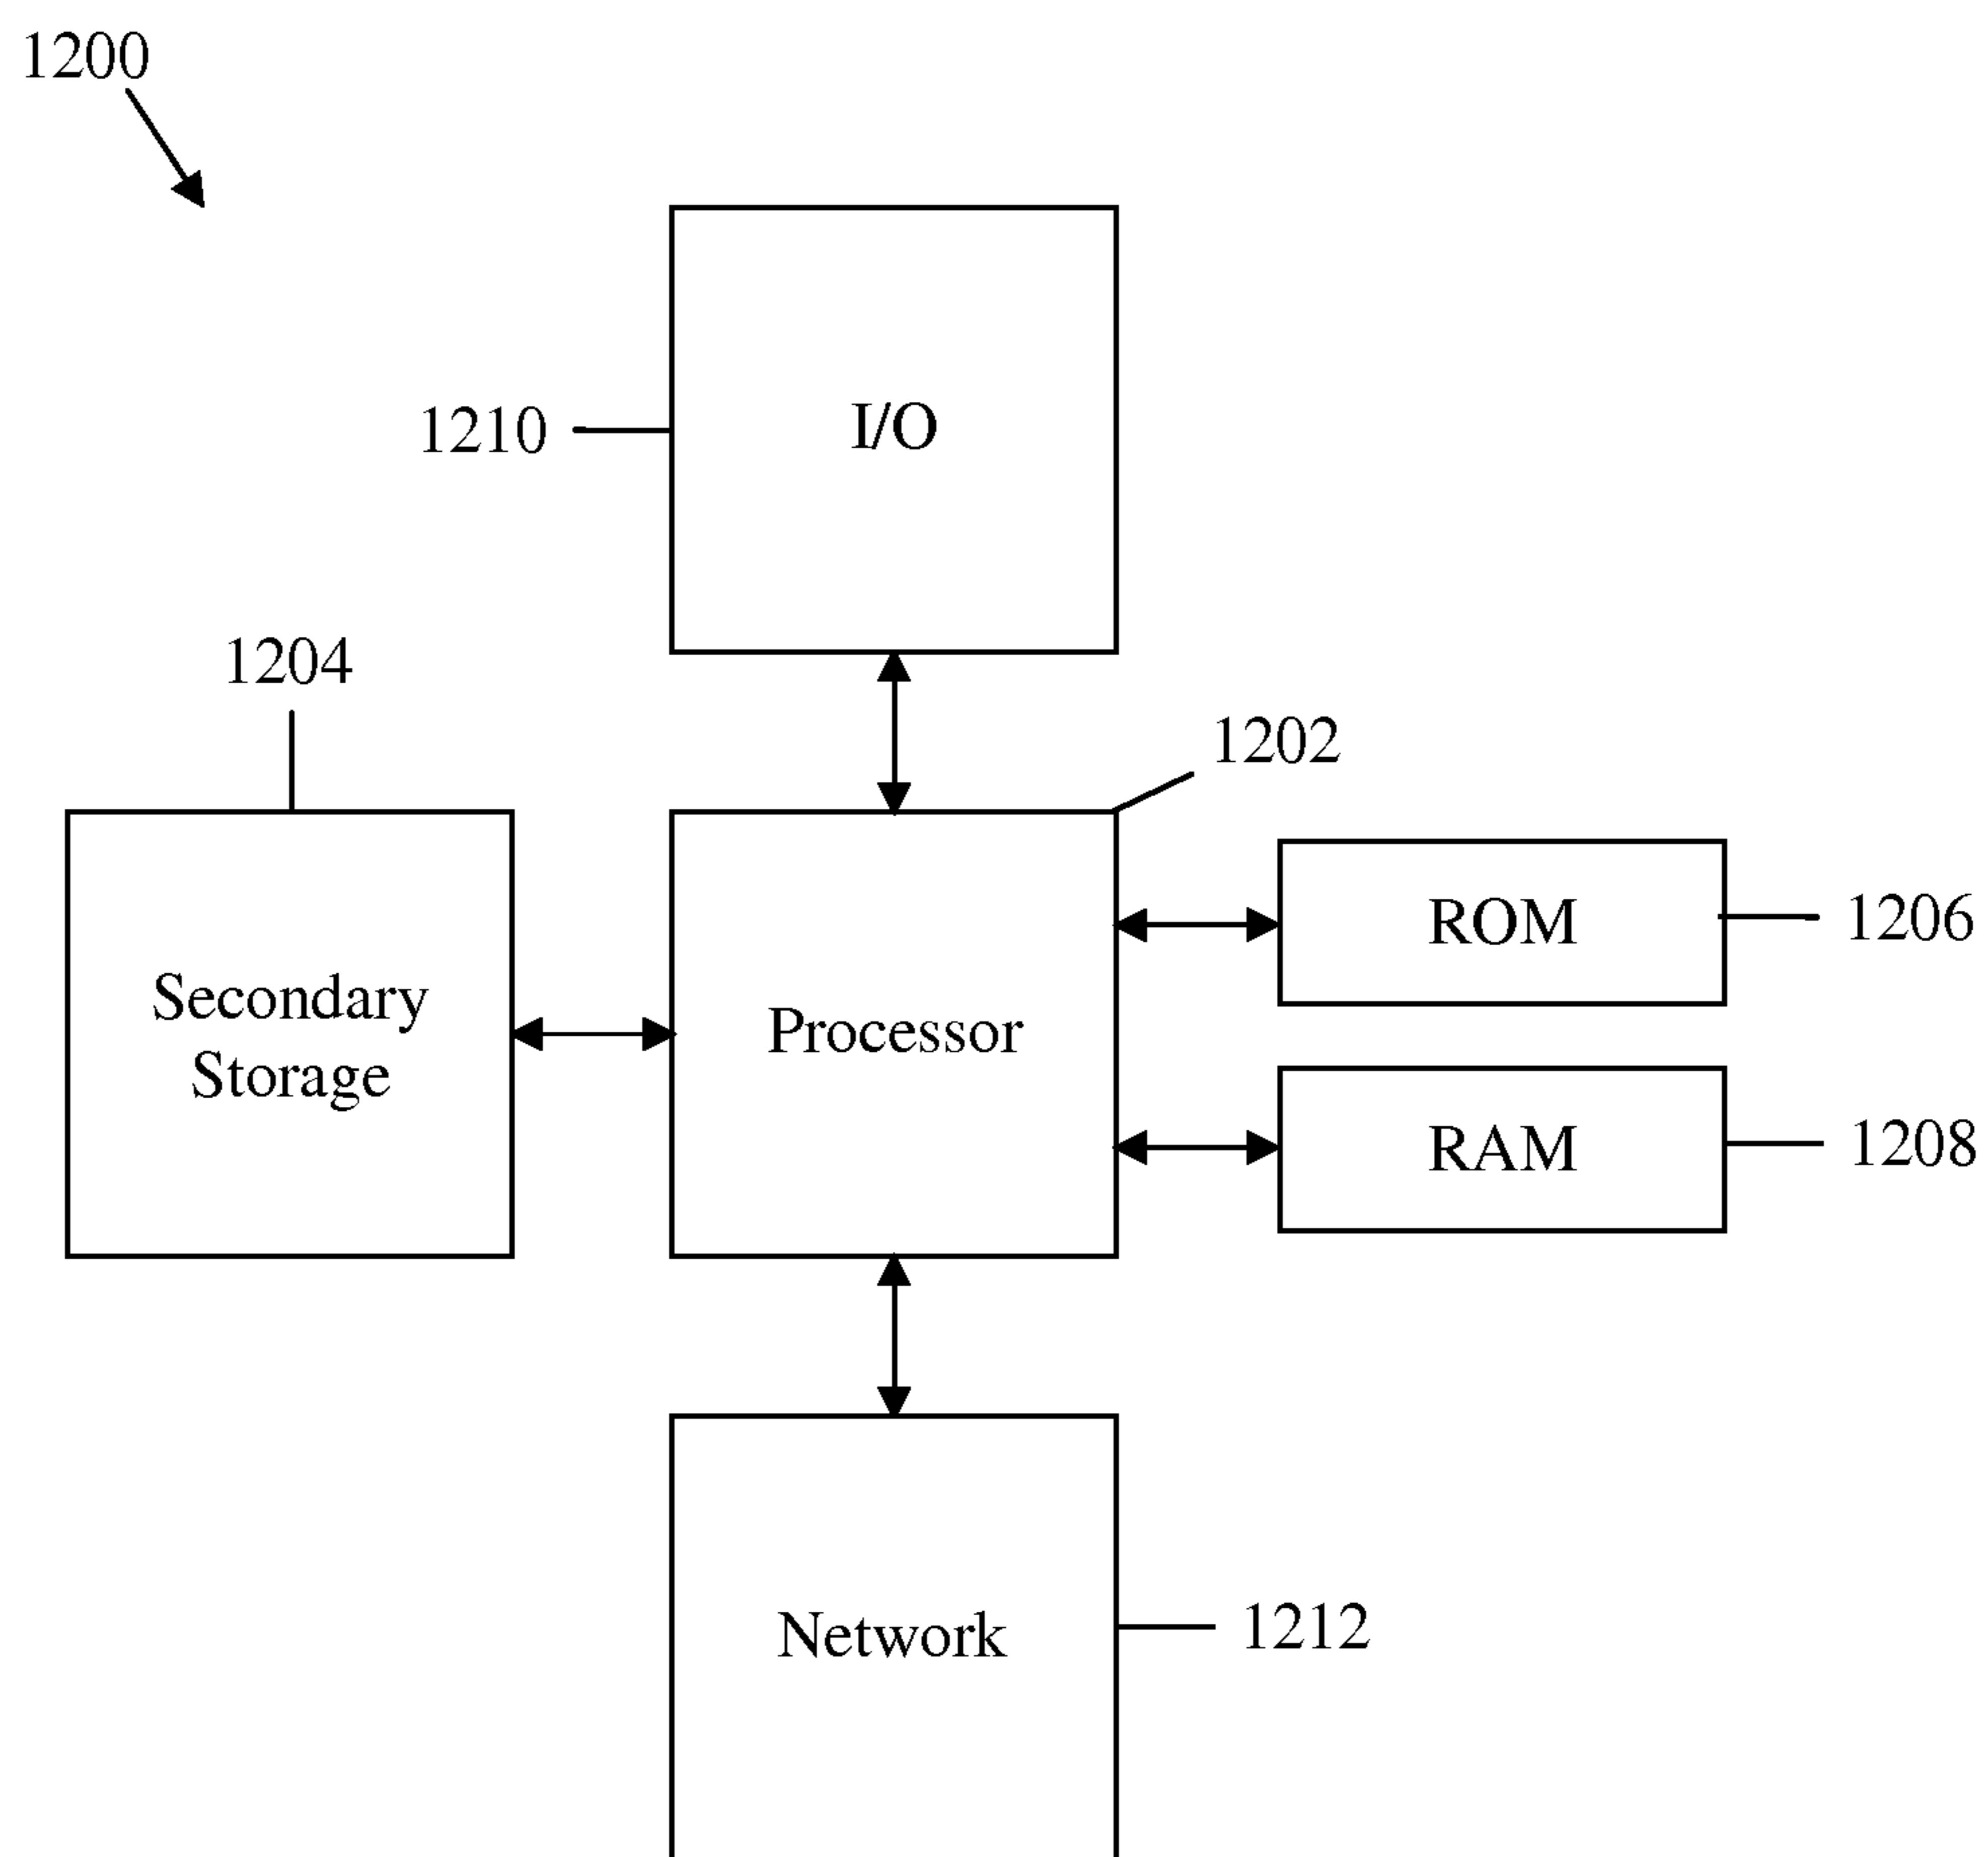 1200
1210
I/O
1204
1202
Secondary
Storage
Processor
ROM
1206
RAM
1208
Network
1212